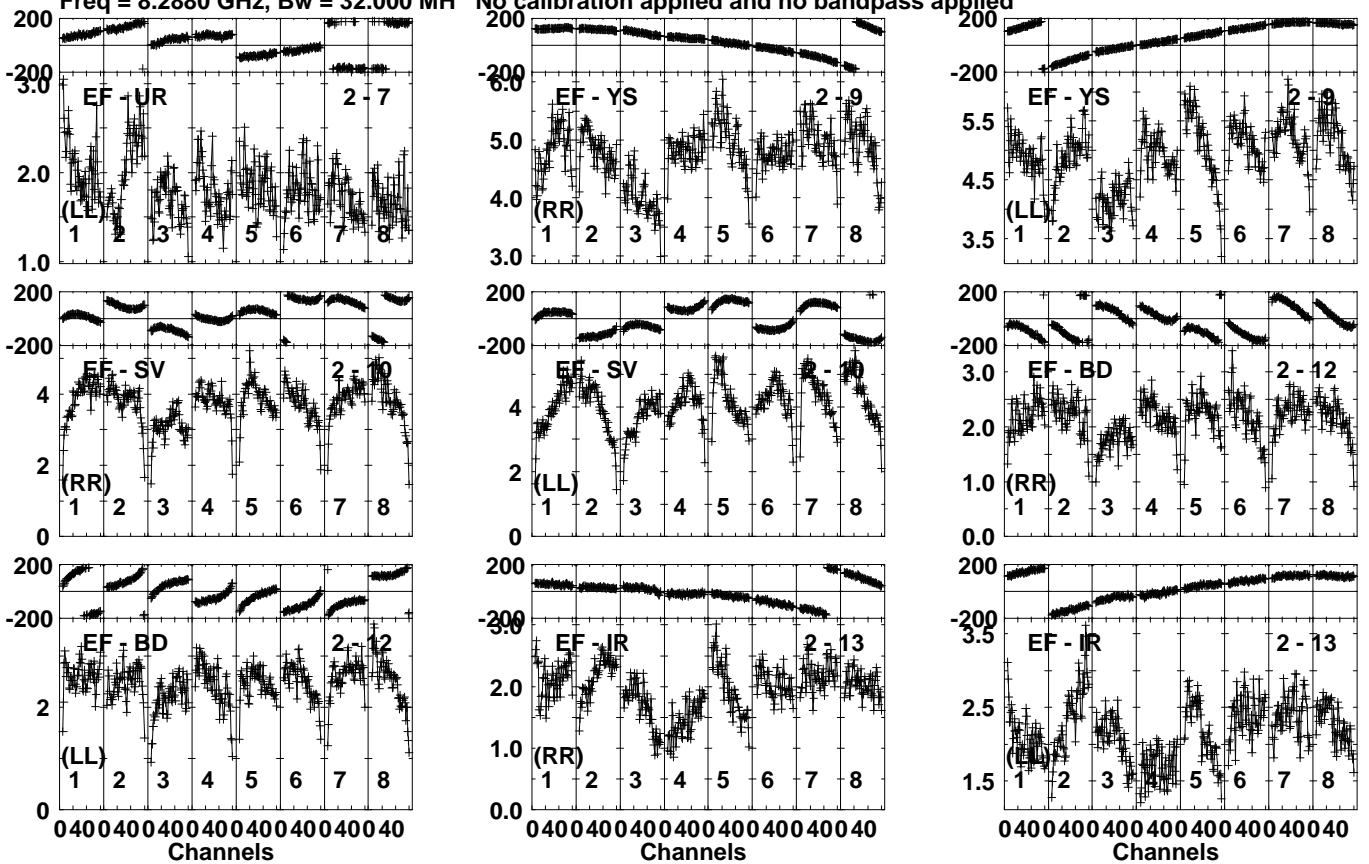 Freq = 8.2880 GHz, Bw = 32.000 MH No calibration applied and no bandpass applied
200
-200
EF - UR 2 - 7
3.0
2.0
1.0
(LL)
1 2 3 4 5 6 7 8
200
-200
EF - YS 2 - 9
6.0
5.0
4.0
3.0
(RR)
1 2 3 4 5 6 7 8
200
-200
EF - YS 2 - 9
5.5
4.5
3.5
(LL)
1 2 3 4 5 6 7 8
200
-200
EF - SV 2 - 10
4
2
0
(RR)
1 2 3 4 5 6 7 8
200
-200
EF - SV 2 - 10
4
2
0
(LL)
1 2 3 4 5 6 7 8
200
-200
EF - BD 2 - 12
3.0
2.0
1.0
0.0
(RR)
1 2 3 4 5 6 7 8
200
-200
EF - BD 2 - 12
2
0
(LL)
1 2 3 4 5 6 7 8
0 40 0 40 0 40 0 40 0 40 0 40 0 40 0 40
Channels
200
-200
EF - IR 2 - 13
3.0
2.0
1.0
0.0
(RR)
1 2 3 4 5 6 7 8
0 40 0 40 0 40 0 40 0 40 0 40 0 40 0 40
Channels
200
-200
EF - IR 2 - 13
3.5
2.5
1.5
(LL)
1 2 3 4 5 6 7 8
0 40 0 40 0 40 0 40 0 40 0 40 0 40 0 40
Channels